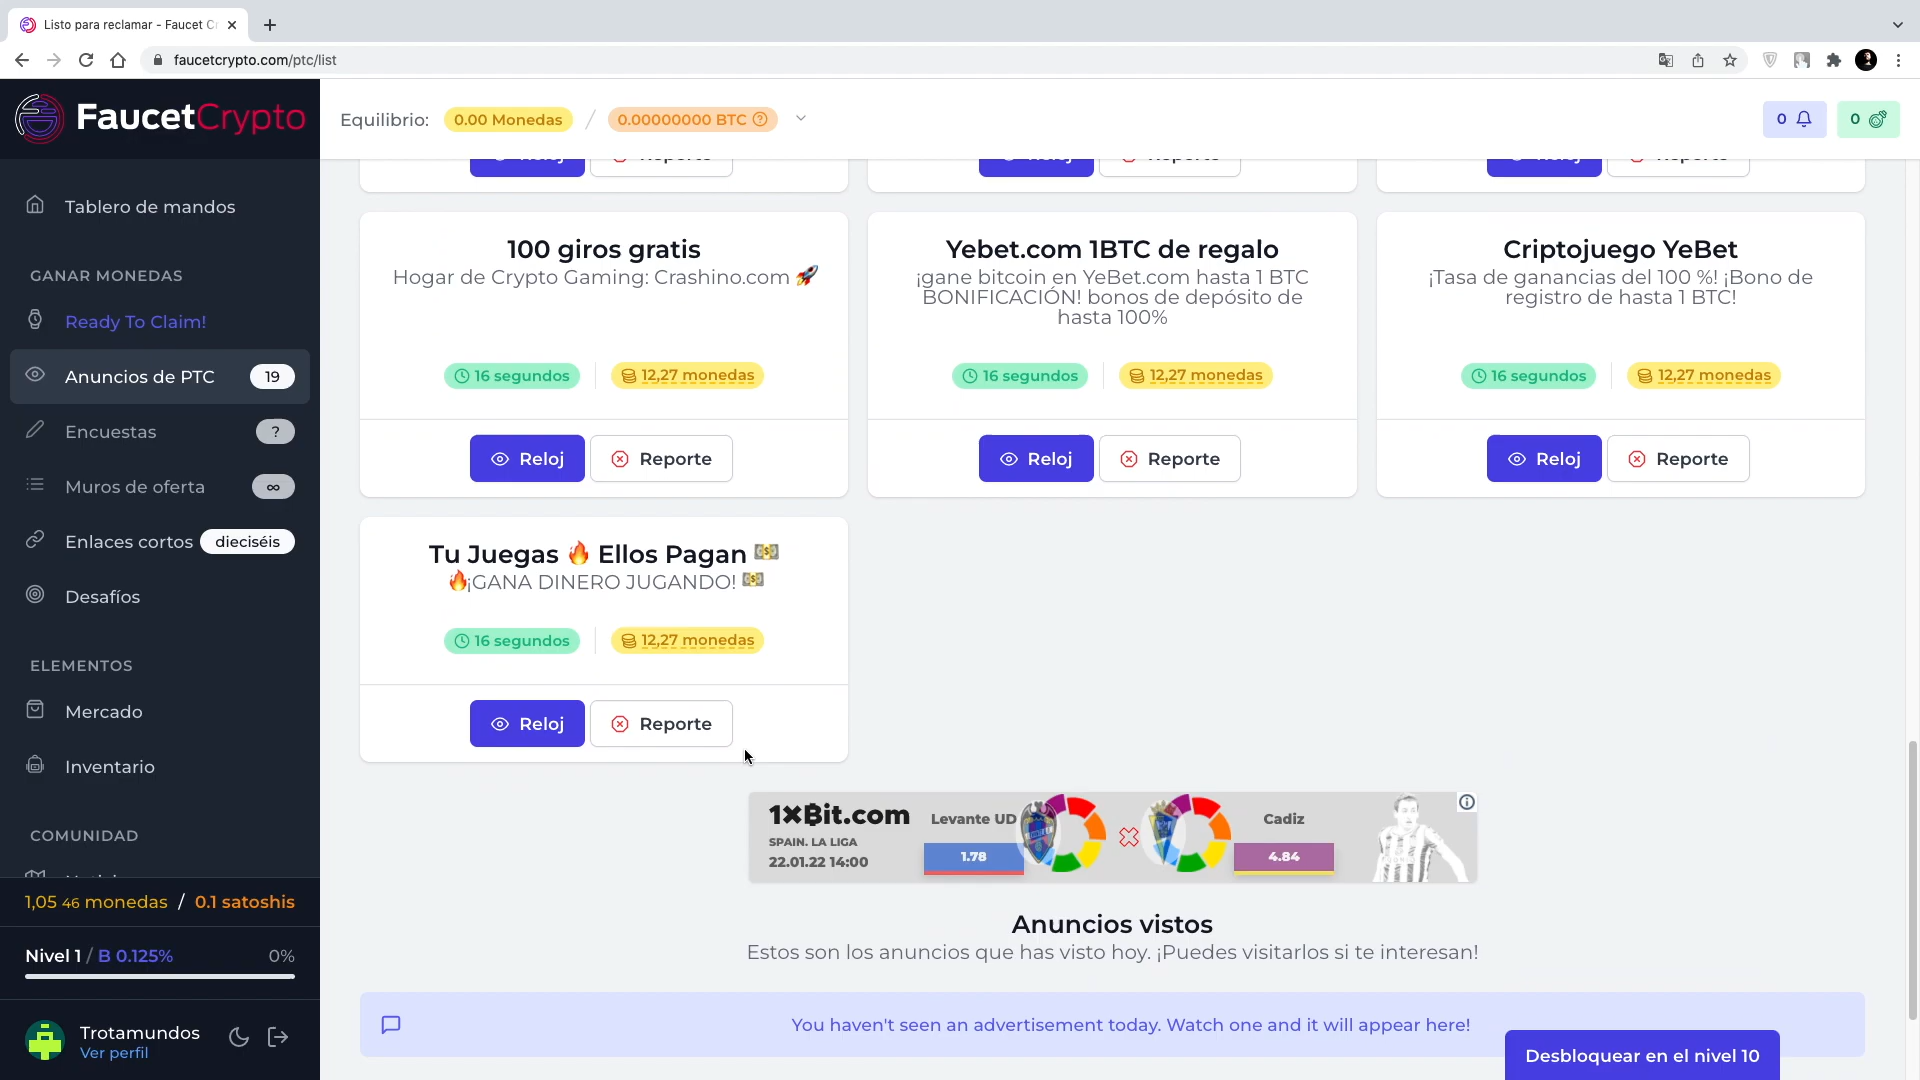 Listo para reclamar - Faucet C
faucetcrypto.com/ptc/list
FaucetCrypto
Equilibrio: 0.00 Monedas / 0.00000000 BTC
0
0
Tablero de mandos
GANAR MONEDAS
Ready To Claim!
Anuncios de PTC 19
Encuestas ?
Muros de oferta ∞
Enlaces cortos dieciséis
Desafíos
ELEMENTOS
Mercado
Inventario
COMUNIDAD
1,05 46 monedas / 0.1 satoshis
Nivel 1 / B 0.125% 0%
Trotamundos
Ver perfil
Reloj Reporte
Reloj Reporte
Reloj Reporte
100 giros gratis
Hogar de Crypto Gaming: Crashino.com 🚀
16 segundos 12,27 monedas
Reloj Reporte
Yebet.com 1BTC de regalo
¡gane bitcoin en YeBet.com hasta 1 BTC
BONIFICACIÓN! bonos de depósito de
hasta 100%
16 segundos 12,27 monedas
Reloj Reporte
Criptojuego YeBet
¡Tasa de ganancias del 100 %! ¡Bono de
registro de hasta 1 BTC!
16 segundos 12,27 monedas
Reloj Reporte
Tu Juegas 🔥 Ellos Pagan 💵
🔥¡GANA DINERO JUGANDO! 💵
16 segundos 12,27 monedas
Reloj Reporte
1×₿it.com
SPAIN. LA LIGA
22.01.22 14:00
Levante UD
1.78
Cadiz
4.84
Anuncios vistos
Estos son los anuncios que has visto hoy. ¡Puedes visitarlos si te interesan!
You haven't seen an advertisement today. Watch one and it will appear here!
Desbloquear en el nivel 10